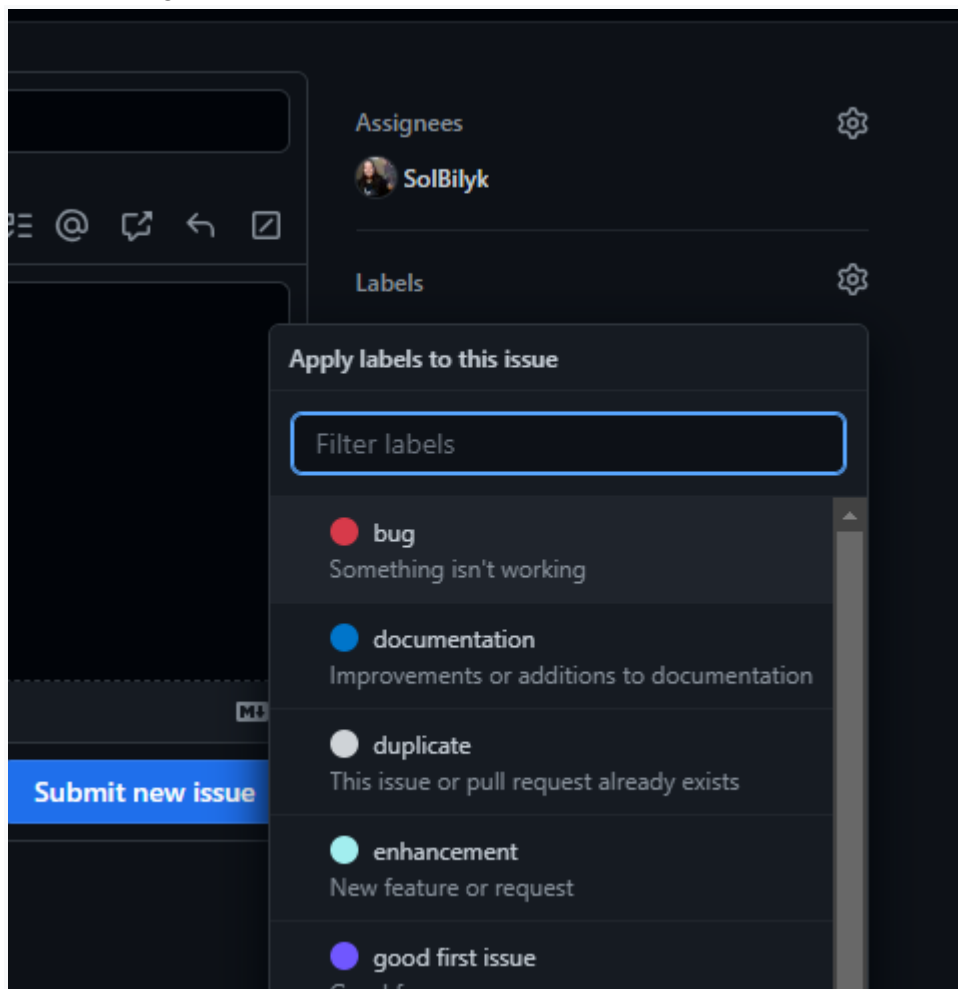 Assignees
SolBilyk
@
Labels
Apply labels to this issue
Filter labels
bug
Something isn't working
documentation
Improvements or additions to documentation
M
duplicate
This issue or pull request already exists
Submit new issue
enhancement
New feature or request
good first issue